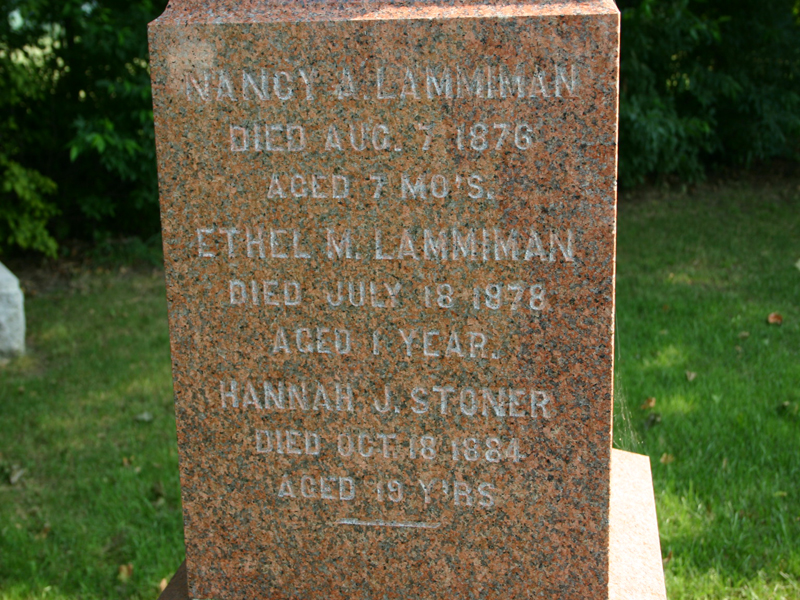 NANCY A. LAMMIMAN
DIED AUG. 7 1876
AGED 7 MO'S.
ETHEL M. LAMMIMAN
DIED JULY 18 1878
AGED 1 YEAR.
HANNAH J. STONER
DIED OCT. 18 1884
AGED 19 Y'RS